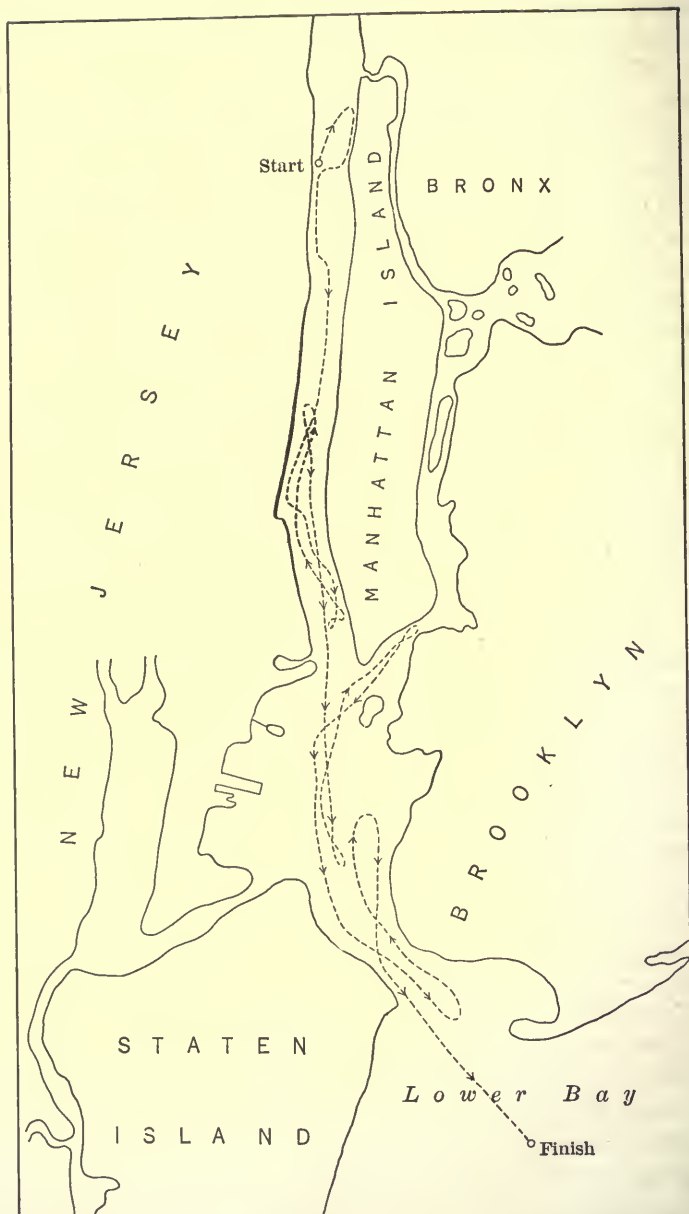 Start
BRONX
MANHATTAN ISLAND
NEW JERSEY
BROOKLYN
STATEN
ISLAND
Lower Bay
Finish